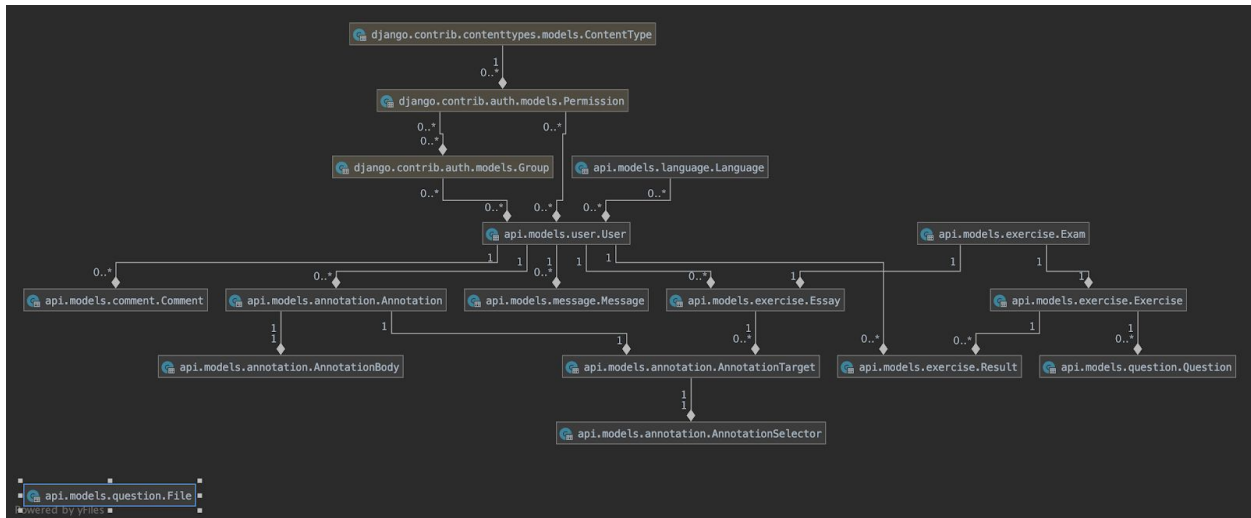 django.contrib.contenttypes.models.ContentType
1
0..*
django.contrib.auth.models.Permission
0..*
0..*
0..*
django.contrib.auth.models.Group
api.models.language.Language
0..*
0..*
0..*
0..*
0..*
api.models.user.User
api.models.exercise.Exam
1
1
1
1
1
1
1
0..*
0..*
0..*
0..*
1
1
api.models.comment.Comment
api.models.annotation.Annotation
api.models.message.Message
api.models.exercise.Essay
api.models.exercise.Exercise
1
1
1
1
1
1
1
0..*
0..*
0..*
api.models.annotation.AnnotationBody
api.models.annotation.AnnotationTarget
api.models.exercise.Result
api.models.question.Question
1
1
api.models.annotation.AnnotationSelector
api.models.question.File
Powered by yFiles